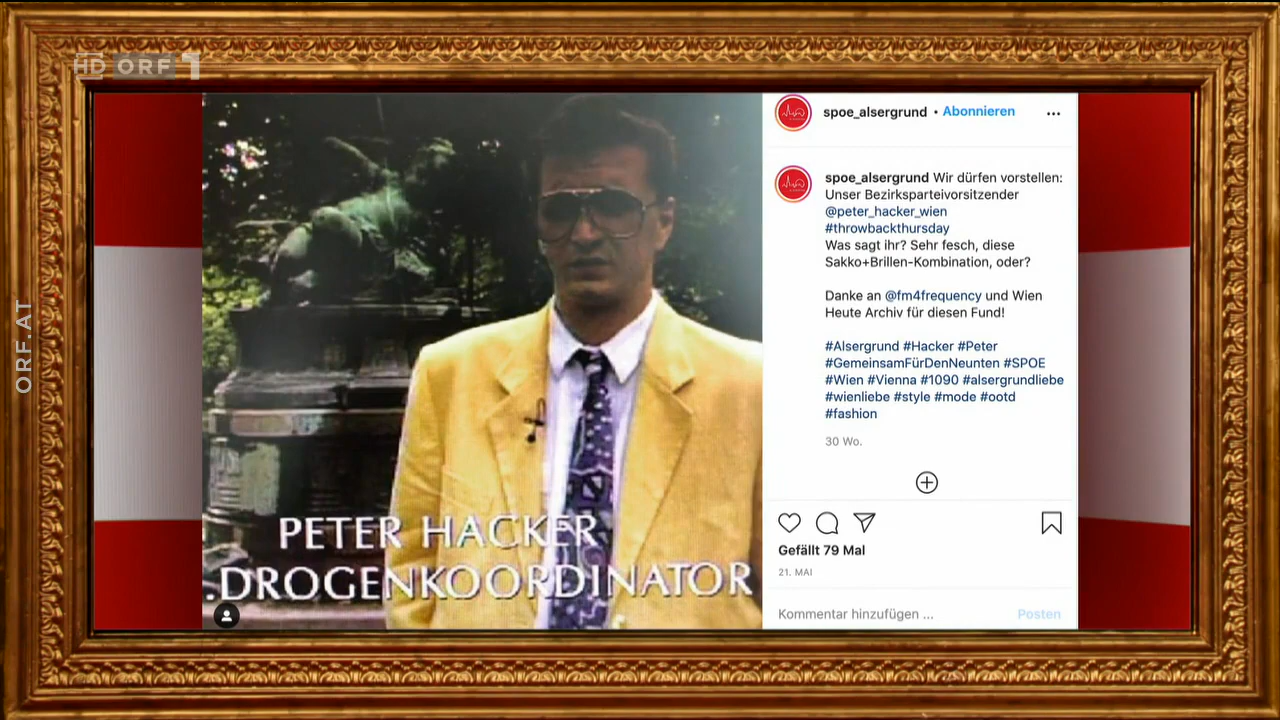 HD ORF 1
ORF.AT
PETER HACKER
.DROGENKOORDINATOR
spoe_alsergrund • Abonnieren
spoe_alsergrund Wir dürfen vorstellen:
Unser Bezirksparteivorsitzender
@peter_hacker_wien
#throwbackthursday
Was sagt ihr? Sehr fesch, diese
Sakko+Brillen-Kombination, oder?
Danke an @fm4frequency und Wien
Heute Archiv für diesen Fund!
#Alsergrund #Hacker #Peter
#GemeinsamFürDenNeunten #SPOE
#Wien #Vienna #1090 #alsergrundliebe
#wienliebe #style #mode #ootd
#fashion
30 Wo.
Gefällt 79 Mal
21. MAI
Kommentar hinzufügen ...
Posten